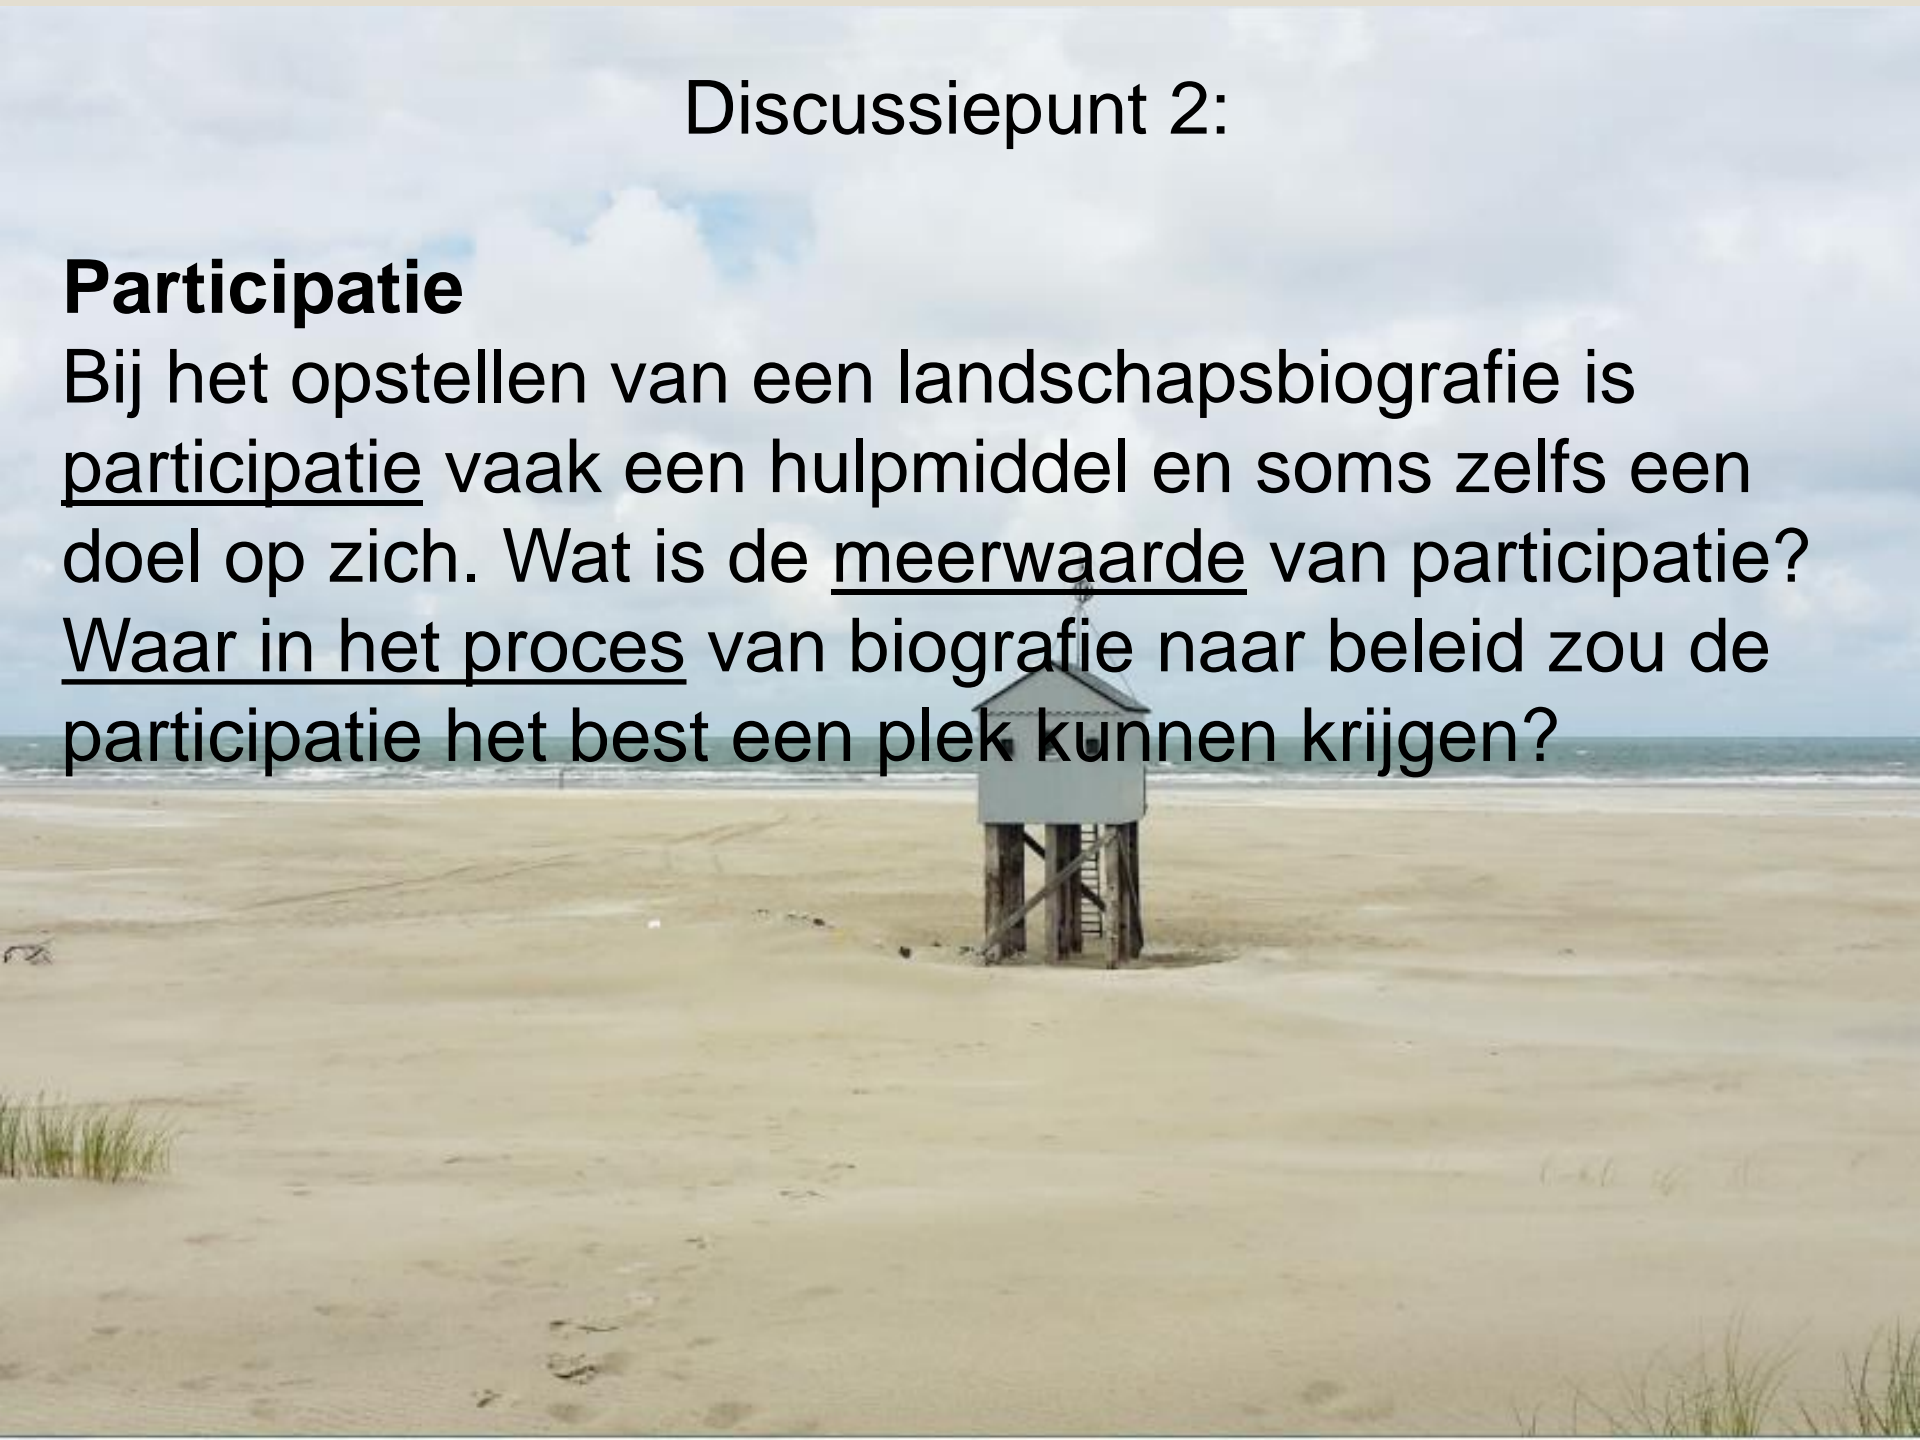 Discussiepunt 2:
Participatie
Bij het opstellen van een landschapsbiografie is
participatie vaak een hulpmiddel en soms zelfs een
doel op zich. Wat is de meerwaarde van participatie?
Waar in het proces van biografie naar beleid zou de
participatie het best een plek kunnen krijgen?